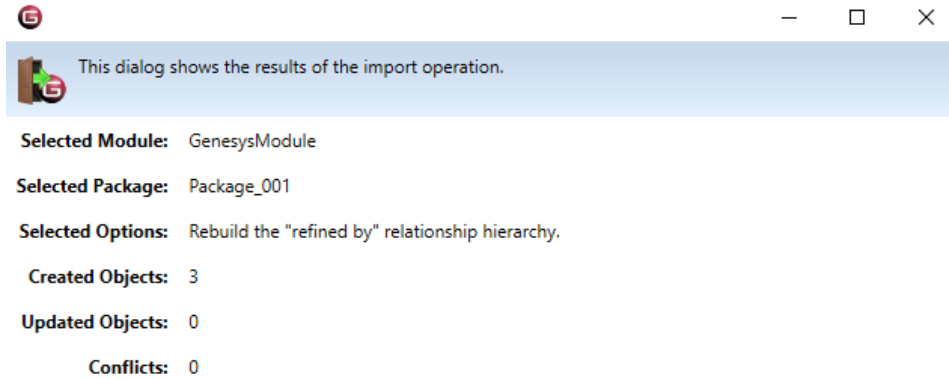 G
This dialog shows the results of the import operation.
G
Selected Module: GenesysModule
Selected Package: Package_001
Selected Options: Rebuild the "refined by" relationship hierarchy.
Created Objects: 3
Updated Objects: 0
Conflicts: 0